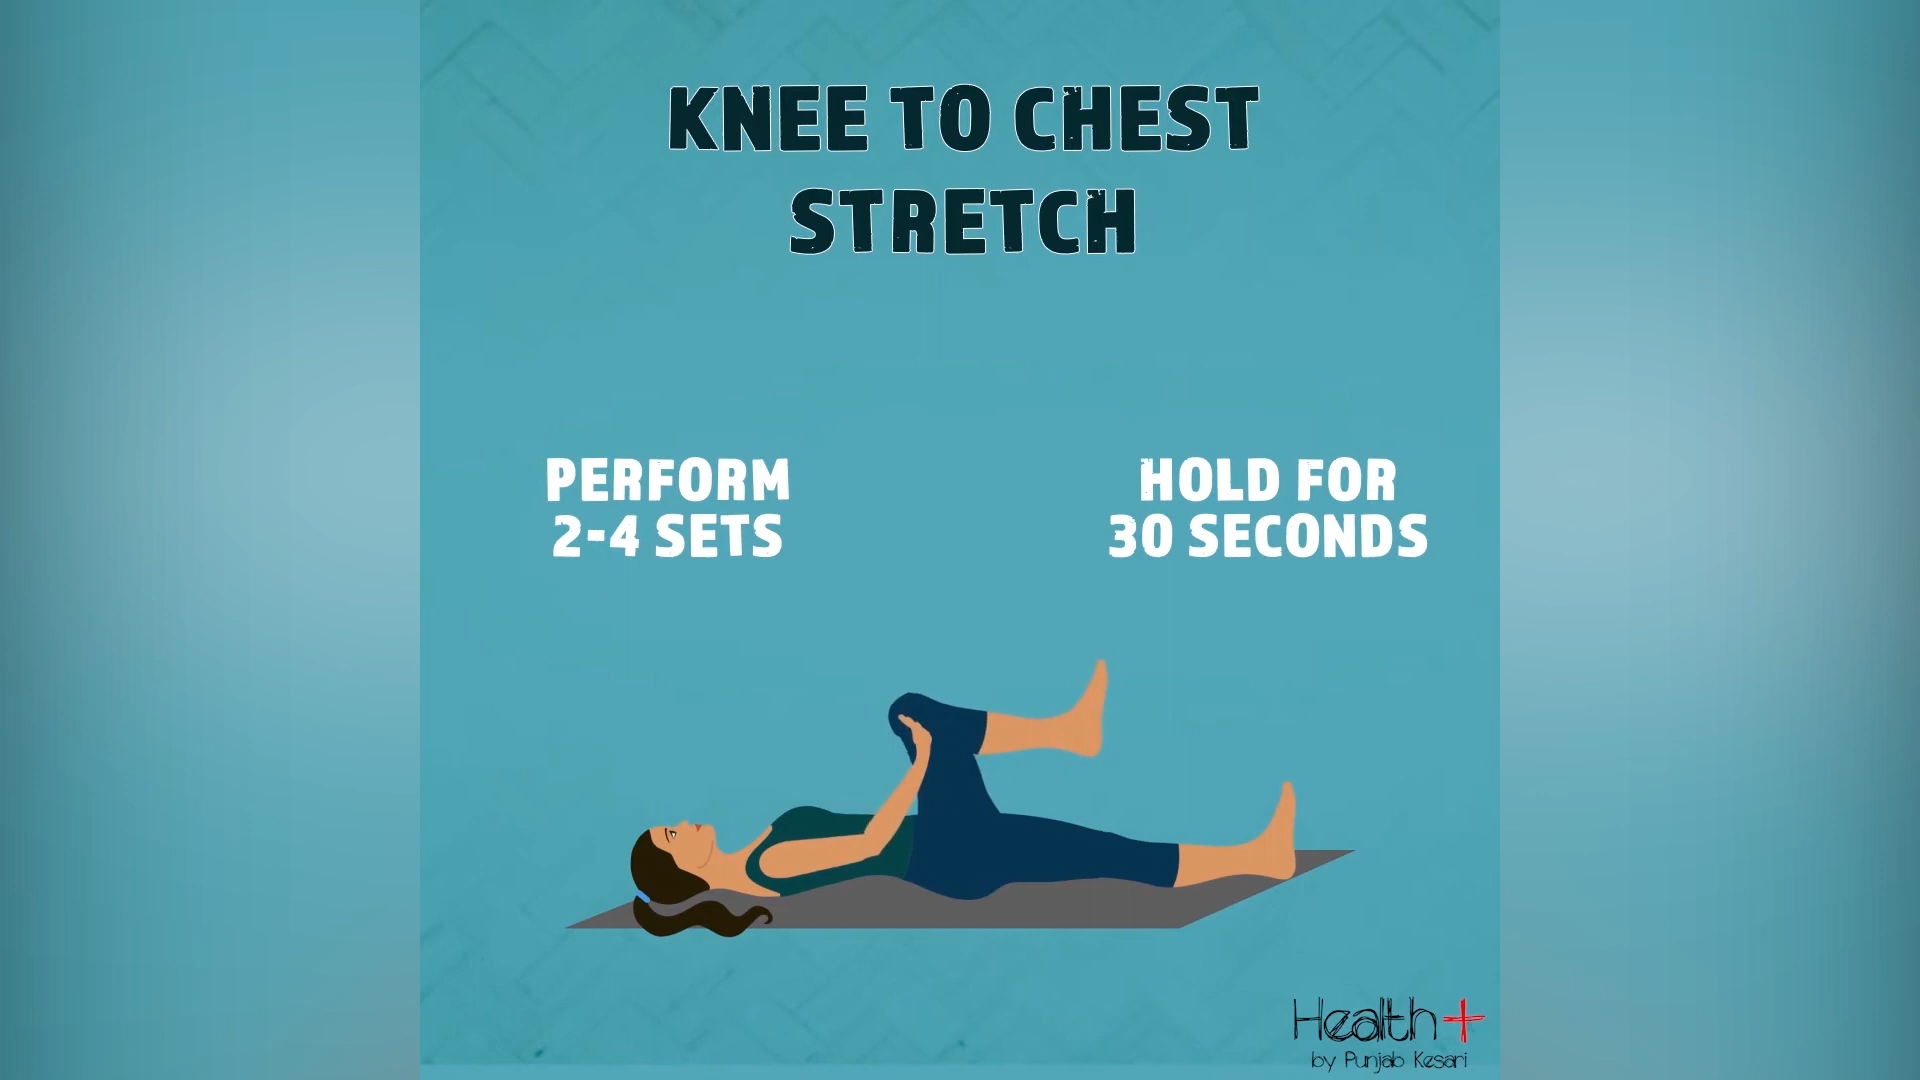 KNEE TO CHEST
STRETCH
PERFORM
2-4 SETS
HOLD FOR
30 SECONDS
Health+
by Punjab Kesari